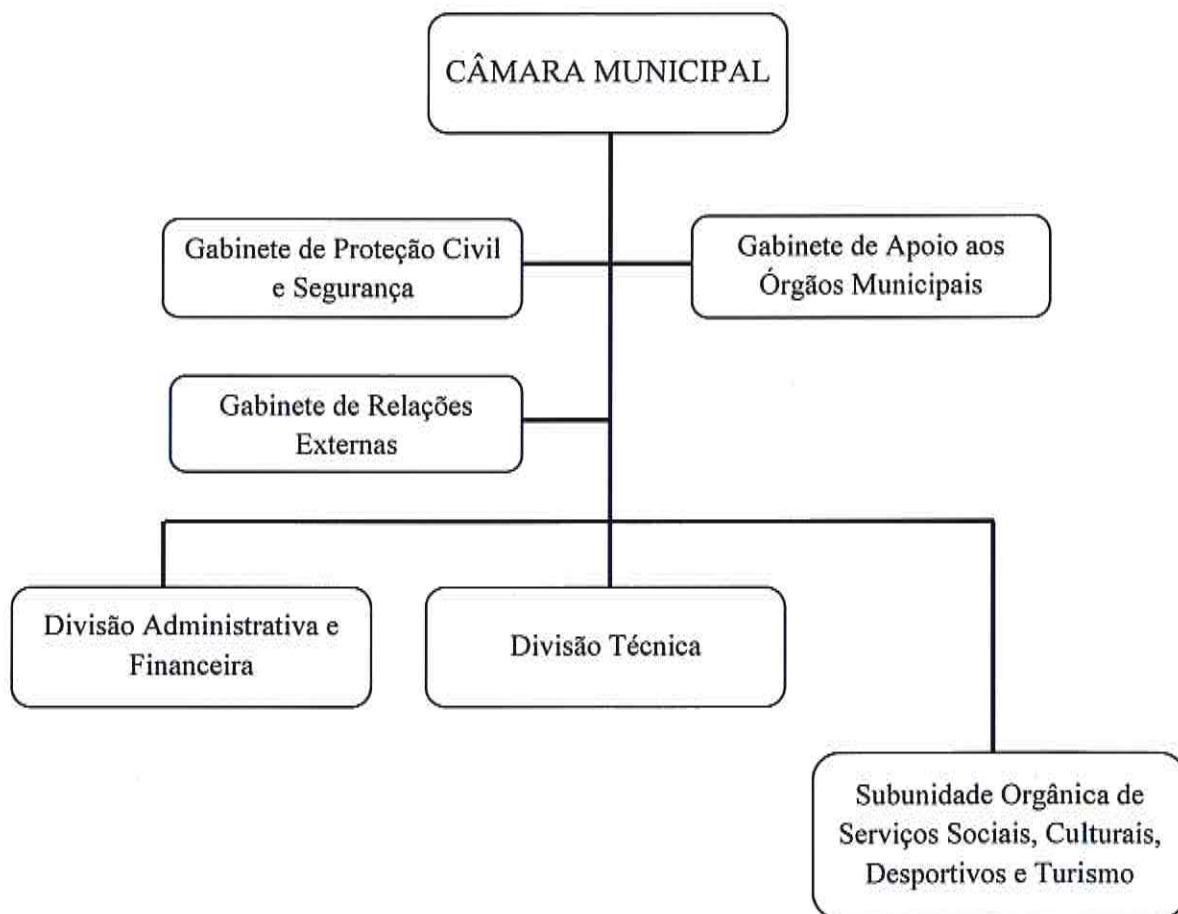 CÂMARA MUNICIPAL
Gabinete de Proteção Civil
e Segurança
Gabinete de Apoio aos
Órgãos Municipais
Gabinete de Relações
Externas
Divisão Administrativa e
Financeira
Divisão Técnica
Subunidade Orgânica de
Serviços Sociais, Culturais,
Desportivos e Turismo